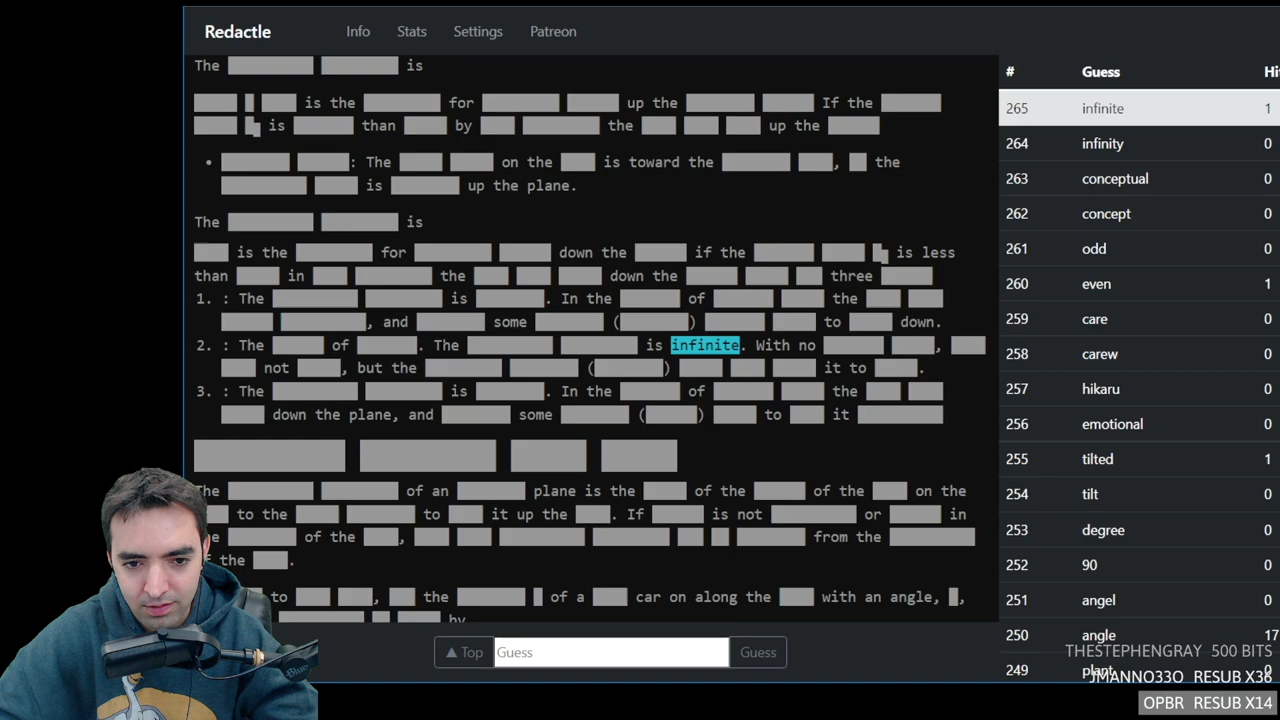 Redactle Info Stats Settings Patreon
The is
is the for up the If the
is than by the up the
• : The on the is toward the , the
is up the plane.
The is
is the for down the if the is less
than in the down the three
1. : The is . In the of the
, and some ( ) to down.
2. : The of . The is infinite. With no ,
not , but the ( ) it to .
3. : The is . In the of the
down the plane, and some ( ) to it
The of an plane is the of the of the on the
to the to it up the . If is not or in
of the , from the
the .
to , the of a car on along the with an angle, ,
by
▲ Top Guess Guess
# Guess
265 infinite 1
264 infinity 0
263 conceptual 0
262 concept 0
261 odd 0
260 even 1
259 care 0
258 carew 0
257 hikaru 0
256 emotional 0
255 tilted 1
254 tilt 0
253 degree 0
252 90 0
251 angel 0
250 angle 17
249 plant
THESTEPHENGRAY 500 BITS
JMANNO33O RESUB X36
OPBR RESUB X14